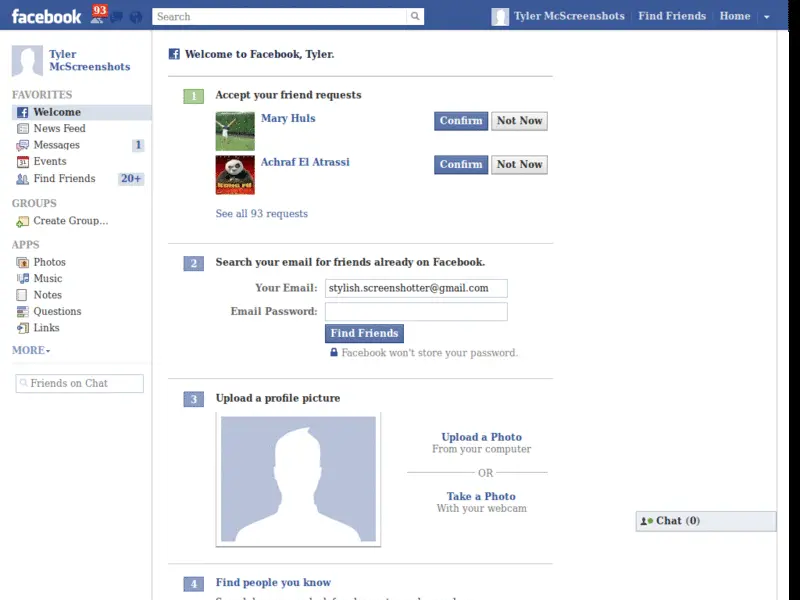 facebook
93
Search
Tyler McScreenshots
Find Friends
Home
Tyler
McScreenshots
FAVORITES
Welcome
News Feed
Messages
1
Events
Find Friends
20+
GROUPS
Create Group...
APPS
Photos
Music
Notes
Questions
Links
MORE
Friends on Chat
Welcome to Facebook, Tyler.
1
Accept your friend requests
Mary Huls
Confirm
Not Now
Achraf El Atrassi
Confirm
Not Now
KUNG FU
See all 93 requests
2
Search your email for friends already on Facebook.
Your Email:
stylish.screenshotter@gmail.com
Email Password:
Find Friends
Facebook won't store your password.
3
Upload a profile picture
Upload a Photo
From your computer
OR
Take a Photo
With your webcam
Chat (0)
4
Find people you know